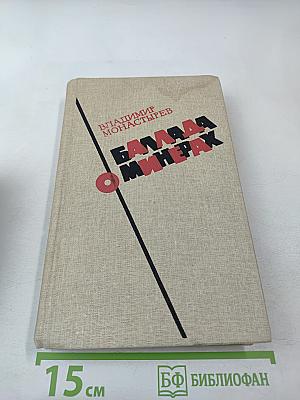 ВЛАДИМИР
МОНАСТЫРЕВ
БАЛЛАДА
О МИНЕРАХ
15 см
БФ БИБЛИОФАН